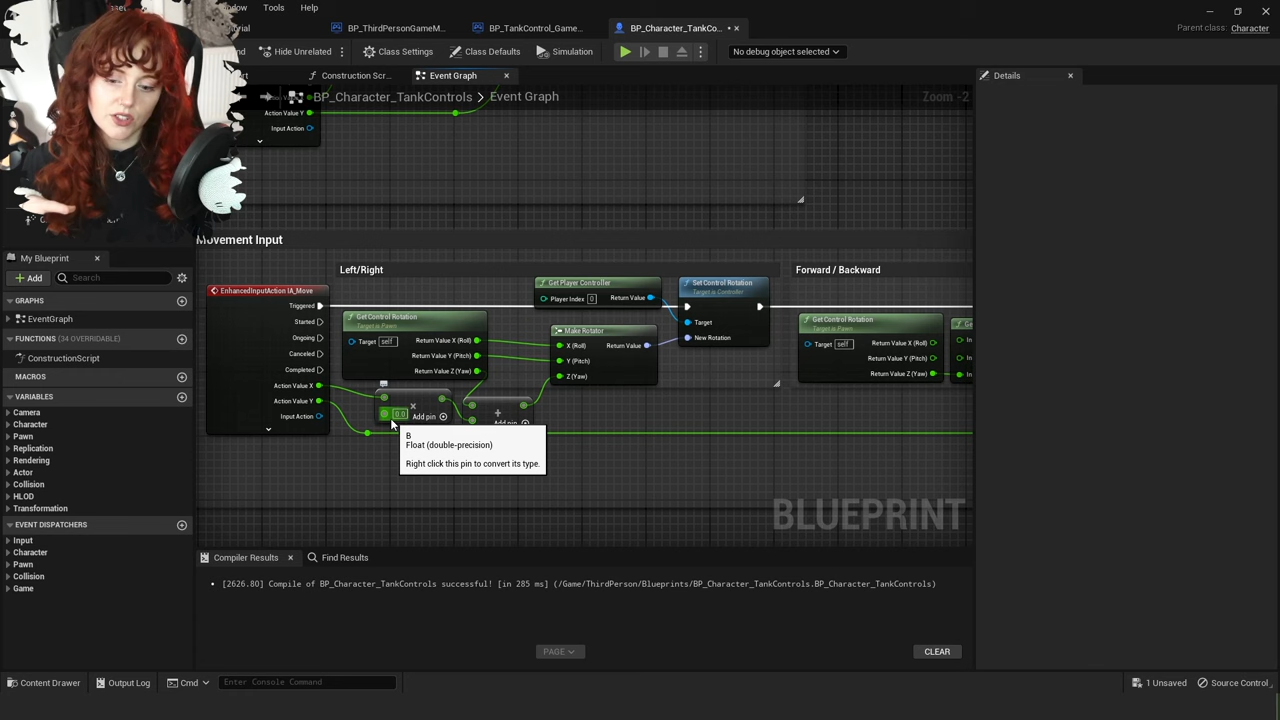 ndow
Tools
Help
orial
BP_ThirdPersonGameM...
BP_TankControl_Game...
BP_Character_TankCo...
Parent class: Character
nd
Hide Unrelated
Class Settings
Class Defaults
Simulation
No debug object selected
rt
Construction Scr...
Event Graph
Details
BP_Character_TankControls > Event Graph
Zoom -2
Action Value Y
Input Action
Movement Input
My Blueprint
Add
Search
GRAPHS
EventGraph
FUNCTIONS (34 OVERRIDABLE)
ConstructionScript
MACROS
VARIABLES
Camera
Character
Pawn
Replication
Rendering
Actor
Collision
HLOD
Transformation
EVENT DISPATCHERS
Input
Character
Pawn
Collision
Game
Left/Right
Forward / Backward
EnhancedInputAction IA_Move
Triggered
Started
Ongoing
Canceled
Completed
Action Value X
Action Value Y
Input Action
Get Control Rotation
Target is Pawn
Target self
Return Value X (Roll)
Return Value Y (Pitch)
Return Value Z (Yaw)
Get Player Controller
Player Index 0
Return Value
Make Rotator
X (Roll)
Return Value
Y (Pitch)
Z (Yaw)
Set Control Rotation
Target is Controller
Target
New Rotation
Get Control Rotation
Target is Pawn
Target self
Return Value X (Roll)
Return Value Y (Pitch)
Return Value Z (Yaw)
0.0
Add pin
Add pin
B
Float (double-precision)
Right click this pin to convert its type.
BLUEPRINT
Compiler Results
Find Results
[2626.80] Compile of BP_Character_TankControls successful! [in 285 ms] (/Game/ThirdPerson/Blueprints/BP_Character_TankControls.BP_Character_TankControls)
PAGE
CLEAR
Content Drawer
Output Log
Cmd
Enter Console Command
1 Unsaved
Source Control